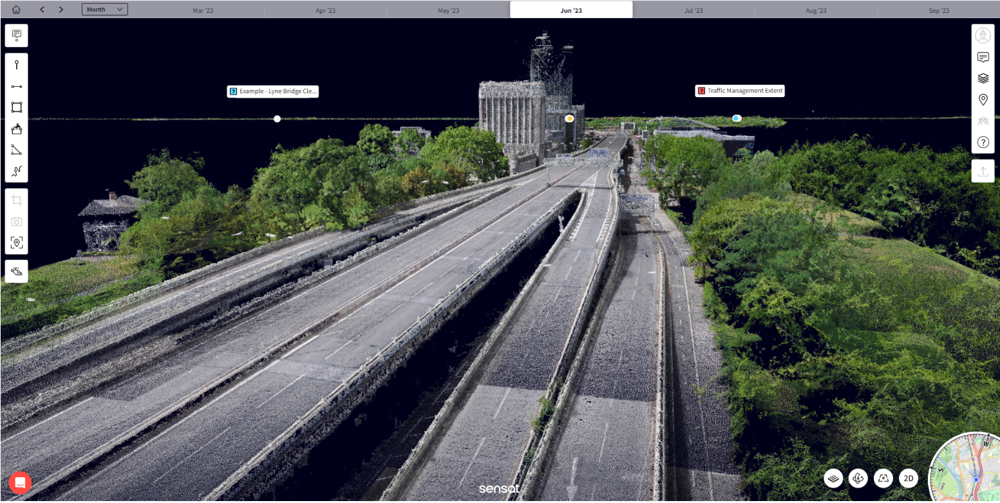 Month
Mar '23
Apr '23
May '23
Jun '23
Jul '23
Aug '23
Sep '23
? Example - Lyne Bridge Cle...
? Traffic Management Extent
?
W
S
2D
sensat